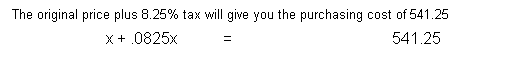 The original price plus 8.25% tax will give you the purchasing cost of 541.25
x + .0825x = 541.25